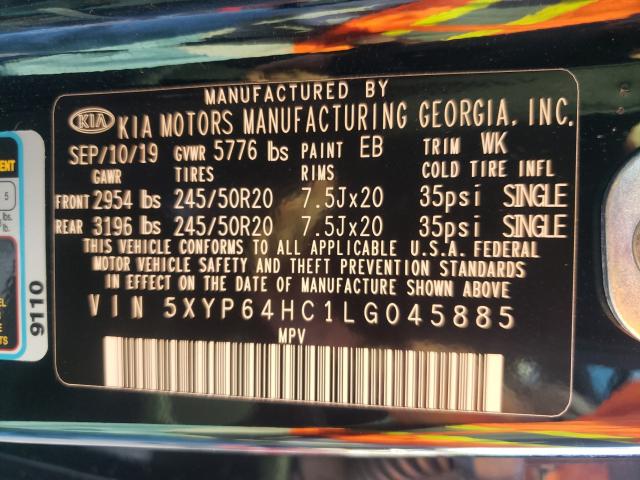 MANUFACTURED BY
KIA KIA MOTORS MANUFACTURING GEORGIA, INC.
SEP/10/19 GVWR 5776 lbs PAINT EB TRIM WK
GAWR TIRES RIMS COLD TIRE INFL
FRONT 2954 lbs 245/50R20 7.5Jx20 35psi SINGLE
REAR 3196 lbs 245/50R20 7.5Jx20 35psi SINGLE
THIS VEHICLE CONFORMS TO ALL APPLICABLE U.S.A. FEDERAL
MOTOR VEHICLE SAFETY AND THEFT PREVENTION STANDARDS
IN EFFECT ON THE DATE OF MANUFACTURE SHOWN ABOVE
VIN 5XYP64HC1LG045885
MPV
5
lbs.
lb.
9110